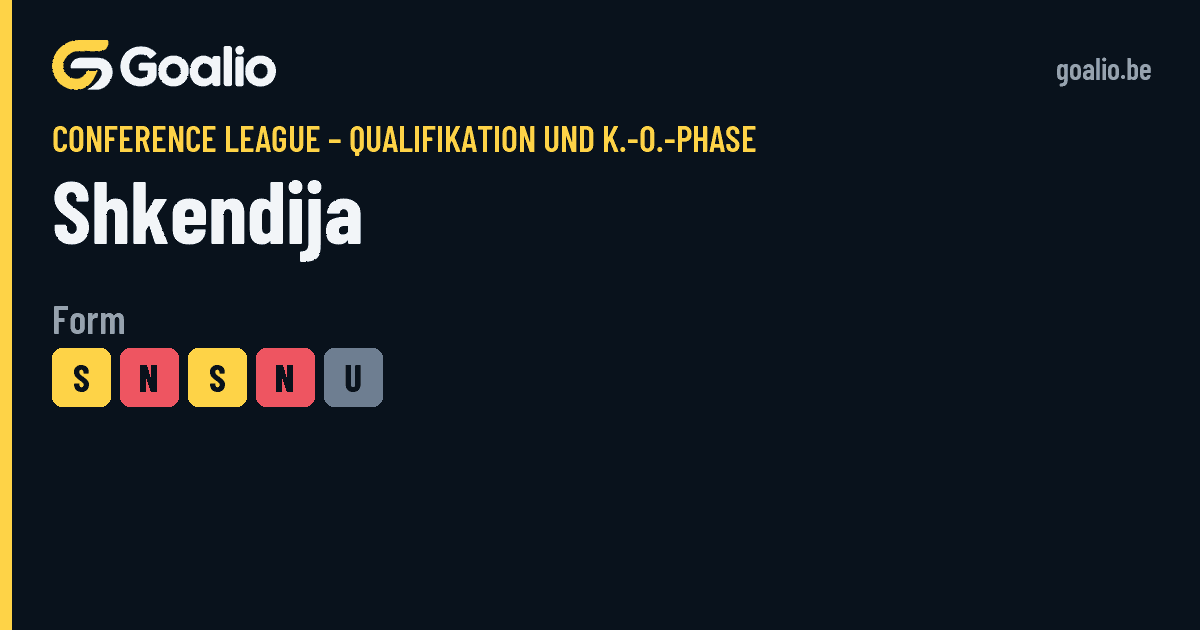 Goalio
goalio.be
CONFERENCE LEAGUE – QUALIFIKATION UND K.-O.-PHASE
Shkendija
Form
S N S N U